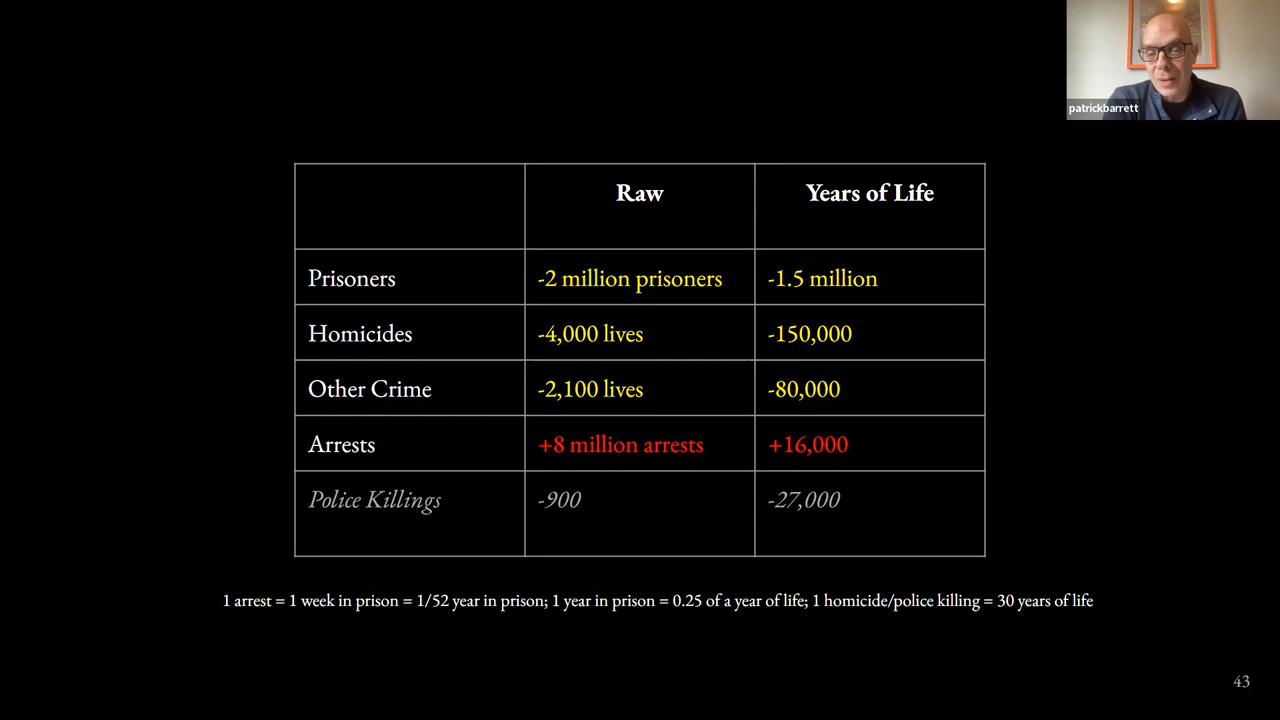 patrickbarrett
Raw Years of Life
Prisoners -2 million prisoners -1.5 million
Homicides -4,000 lives -150,000
Other Crime -2,100 lives -80,000
Arrests +8 million arrests +16,000
Police Killings -900 -27,000
1 arrest = 1 week in prison = 1/52 year in prison; 1 year in prison = 0.25 of a year of life; 1 homicide/police killing = 30 years of life
43